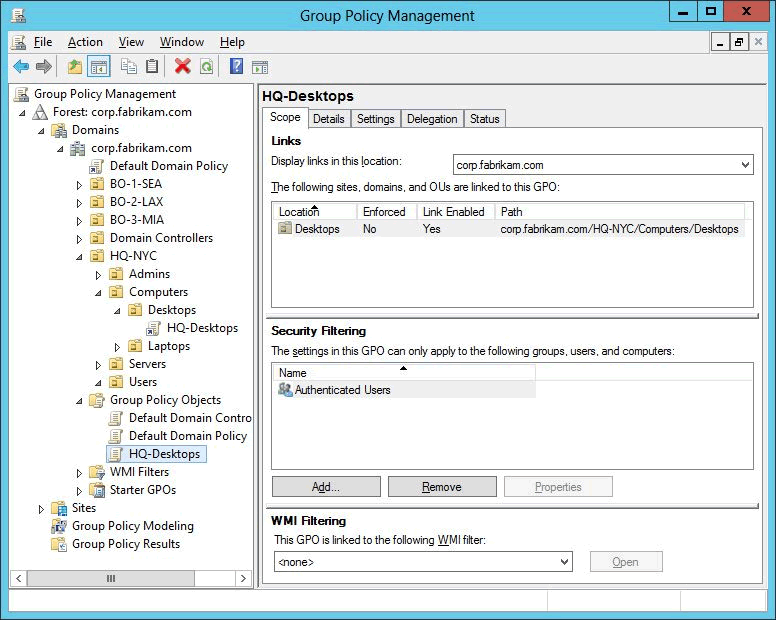 Group Policy Management
File Action View Window Help
Group Policy Management
Forest: corp.fabrikam.com
Domains
corp.fabrikam.com
Default Domain Policy
BO-1-SEA
BO-2-LAX
BO-3-MIA
Domain Controllers
HQ-NYC
Admins
Computers
Desktops
HQ-Desktops
Laptops
Servers
Users
Group Policy Objects
Default Domain Contro
Default Domain Policy
HQ-Desktops
WMI Filters
Starter GPOs
Sites
Group Policy Modeling
Group Policy Results
HQ-Desktops
Scope Details Settings Delegation Status
Links
Display links in this location: corp.fabrikam.com
The following sites, domains, and OUs are linked to this GPO:
Location Enforced Link Enabled Path
Desktops No Yes corp.fabrikam.com/HQ-NYC/Computers/Desktops
Security Filtering
The settings in this GPO can only apply to the following groups, users, and computers:
Name
Authenticated Users
Add... Remove Properties
WMI Filtering
This GPO is linked to the following WMI filter:
<none> Open